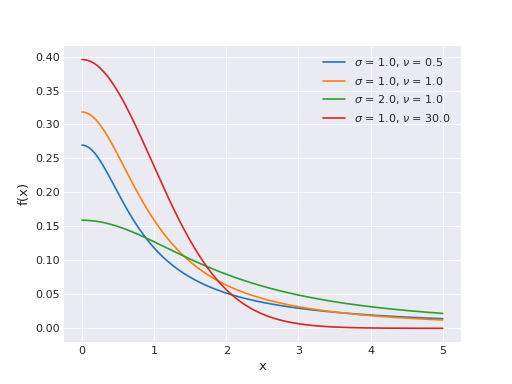 0.40
0.35
0.30
0.25
0.20
0.15
0.10
0.05
0.00
f(x)
σ = 1.0, ν = 0.5
σ = 1.0, ν = 1.0
σ = 2.0, ν = 1.0
σ = 1.0, ν = 30.0
0 1 2 3 4 5
x